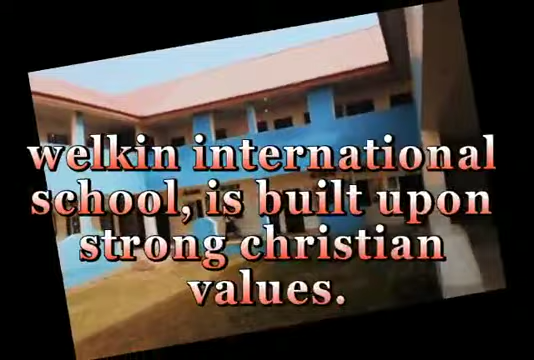 welkin international
school, is built upon
strong christian
values.